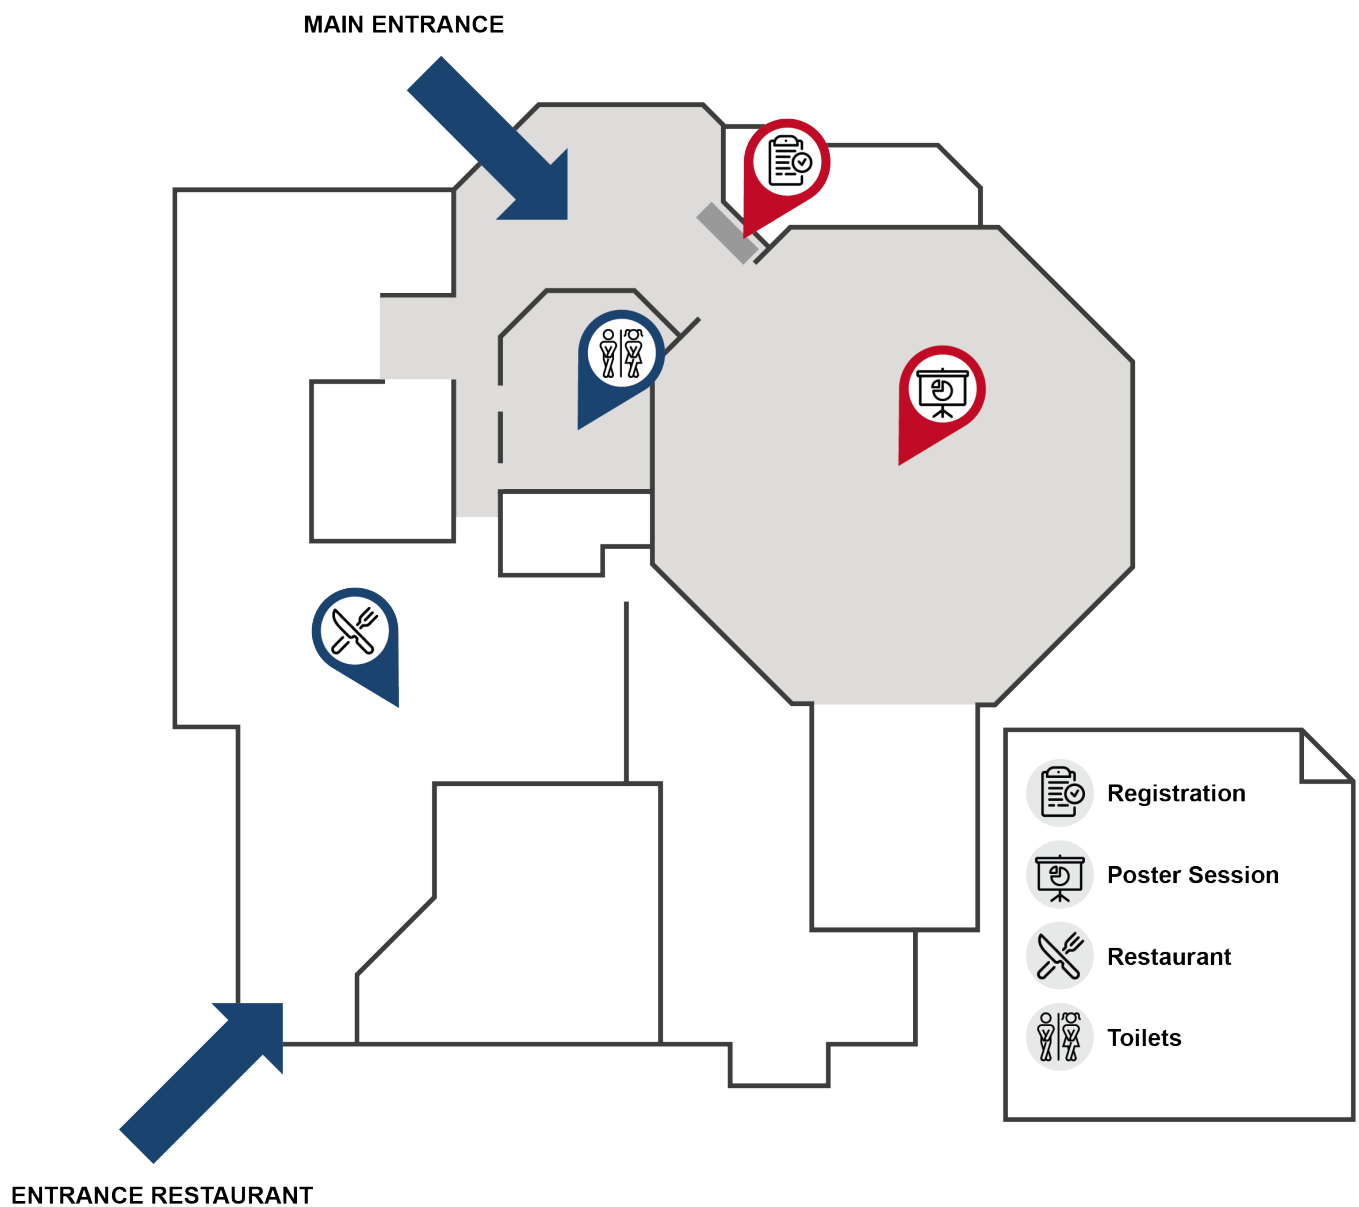 MAIN ENTRANCE
Registration
Poster Session
Restaurant
Toilets
ENTRANCE RESTAURANT